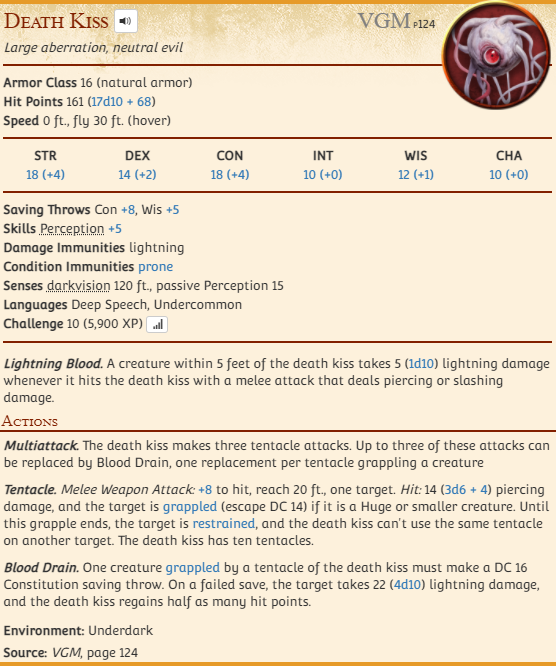 Death Kiss
VGM P124
Large aberration, neutral evil
Armor Class 16 (natural armor)
Hit Points 161 (17d10 + 68)
Speed 0 ft., fly 30 ft. (hover)
STR DEX CON INT WIS CHA
18 (+4) 14 (+2) 18 (+4) 10 (+0) 12 (+1) 10 (+0)
Saving Throws Con +8, Wis +5
Skills Perception +5
Damage Immunities lightning
Condition Immunities prone
Senses darkvision 120 ft., passive Perception 15
Languages Deep Speech, Undercommon
Challenge 10 (5,900 XP)
Lightning Blood. A creature within 5 feet of the death kiss takes 5 (1d10) lightning damage
whenever it hits the death kiss with a melee attack that deals piercing or slashing
damage.
Actions
Multiattack. The death kiss makes three tentacle attacks. Up to three of these attacks can
be replaced by Blood Drain, one replacement per tentacle grappling a creature
Tentacle. Melee Weapon Attack: +8 to hit, reach 20 ft., one target. Hit: 14 (3d6 + 4) piercing
damage, and the target is grappled (escape DC 14) if it is a Huge or smaller creature. Until
this grapple ends, the target is restrained, and the death kiss can't use the same tentacle
on another target. The death kiss has ten tentacles.
Blood Drain. One creature grappled by a tentacle of the death kiss must make a DC 16
Constitution saving throw. On a failed save, the target takes 22 (4d10) lightning damage,
and the death kiss regains half as many hit points.
Environment: Underdark
Source: VGM, page 124